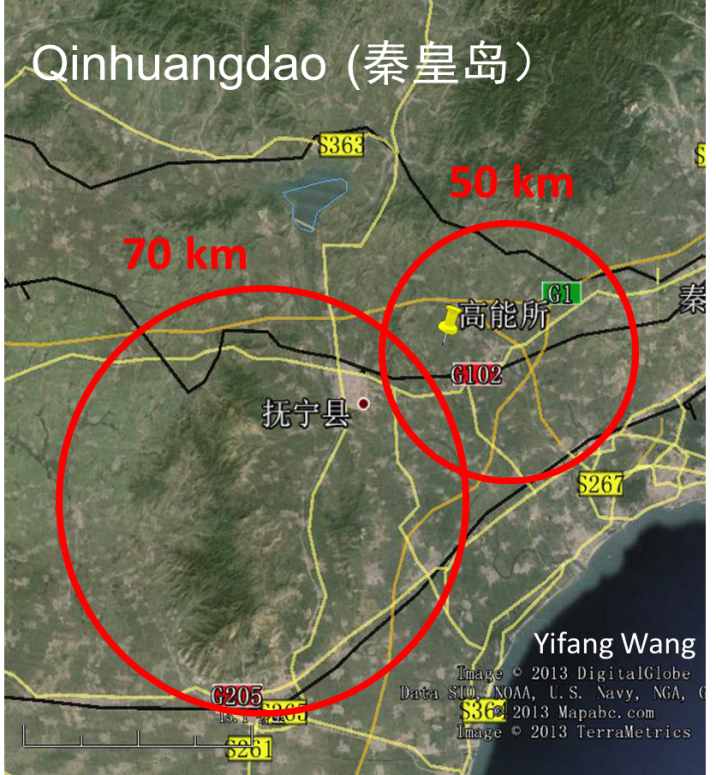 Qinhuangdao (秦皇岛）
S363
50 km
70 km
G1
高能所
秦
G102
抚宁县
S267
Yifang Wang
Image © 2013 DigitalGlobe
Data SIO, NOAA, U.S. Navy, NGA, G
G205
S364
© 2013 Mapabc.com
Image © 2013 TerraMetrics
S261